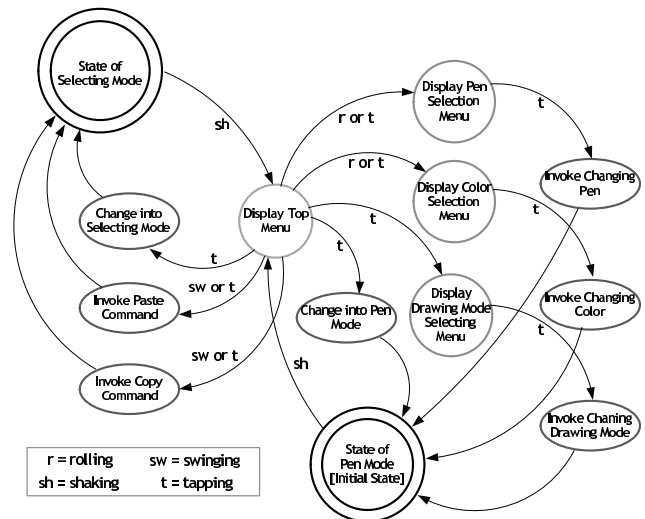 State of
Selecting Mode
sh
Display Pen
Selection
Menu
r or t
t
r or t
Display Color
Selection
Menu
Invoke Changing
Pen
Change into
Selecting Mode
Display Top
Menu
t
t
t
t
sw or t
Invoke Paste
Command
Change into Pen
Mode
Display
Drawing Mode
Selecting
Menu
Invoke Changing
Color
t
sw or t
sh
Invoke Copy
Command
Invoke Chaning
Drawing Mode
State of
Pen Mode
[Initial State]
r = rolling sw = swinging
sh = shaking t = tapping